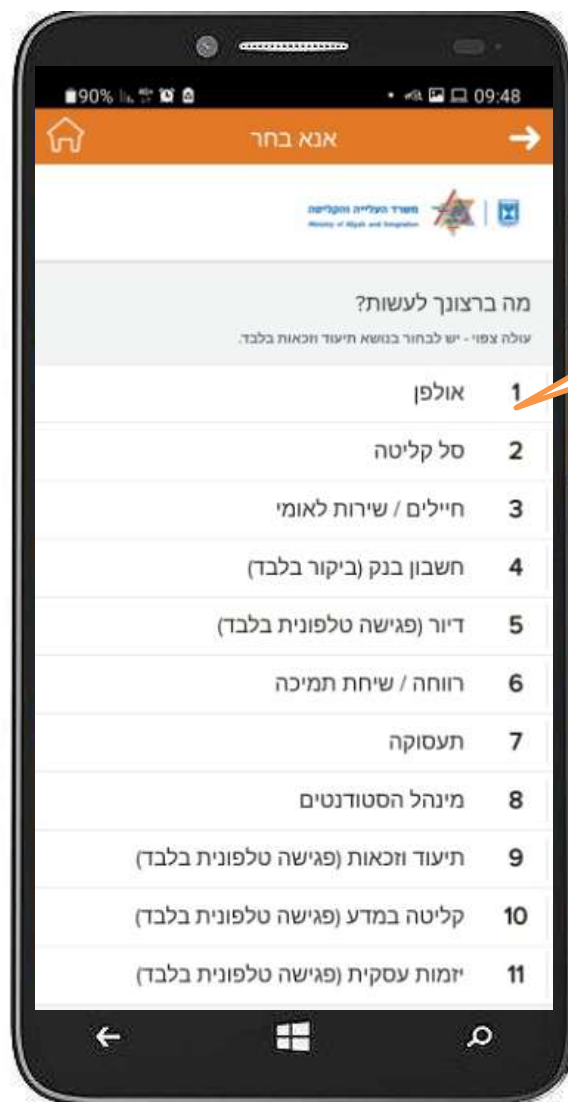 90% 09:48
אנא בחר
משרד העלייה והקליטה
Ministry of Aliyah and Integration
מה ברצונך לעשות?
עולה צפוי - יש לבחור בנושא תיעוד וזכאות בלבד.
1 אולפן
2 סל קליטה
3 חיילים / שירות לאומי
4 חשבון בנק (ביקור בלבד)
5 דיור (פגישה טלפונית בלבד)
6 רווחה / שיחת תמיכה
7 תעסוקה
8 מינהל הסטודנטים
9 תיעוד וזכאות (פגישה טלפונית בלבד)
10 קליטה במדע (פגישה טלפונית בלבד)
11 יזמות עסקית (פגישה טלפונית בלבד)